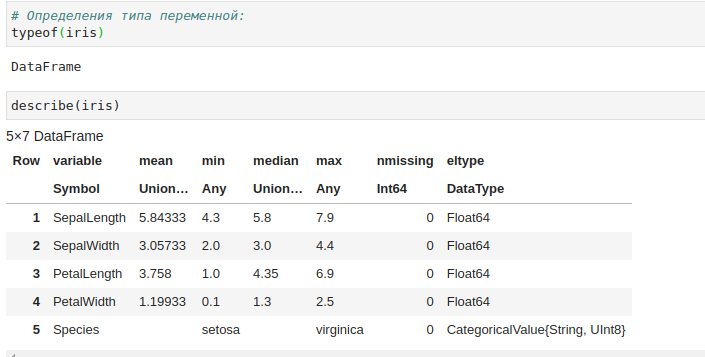 # Определения типа переменной:
typeof(iris)
DataFrame
describe(iris)
5×7 DataFrame
Row variable mean min median max nmissing eltype
Symbol Union… Any Union… Any Int64 DataType
1 SepalLength 5.84333 4.3 5.8 7.9 0 Float64
2 SepalWidth 3.05733 2.0 3.0 4.4 0 Float64
3 PetalLength 3.758 1.0 4.35 6.9 0 Float64
4 PetalWidth 1.19933 0.1 1.3 2.5 0 Float64
5 Species setosa virginica 0 CategoricalValue{String, UInt8}